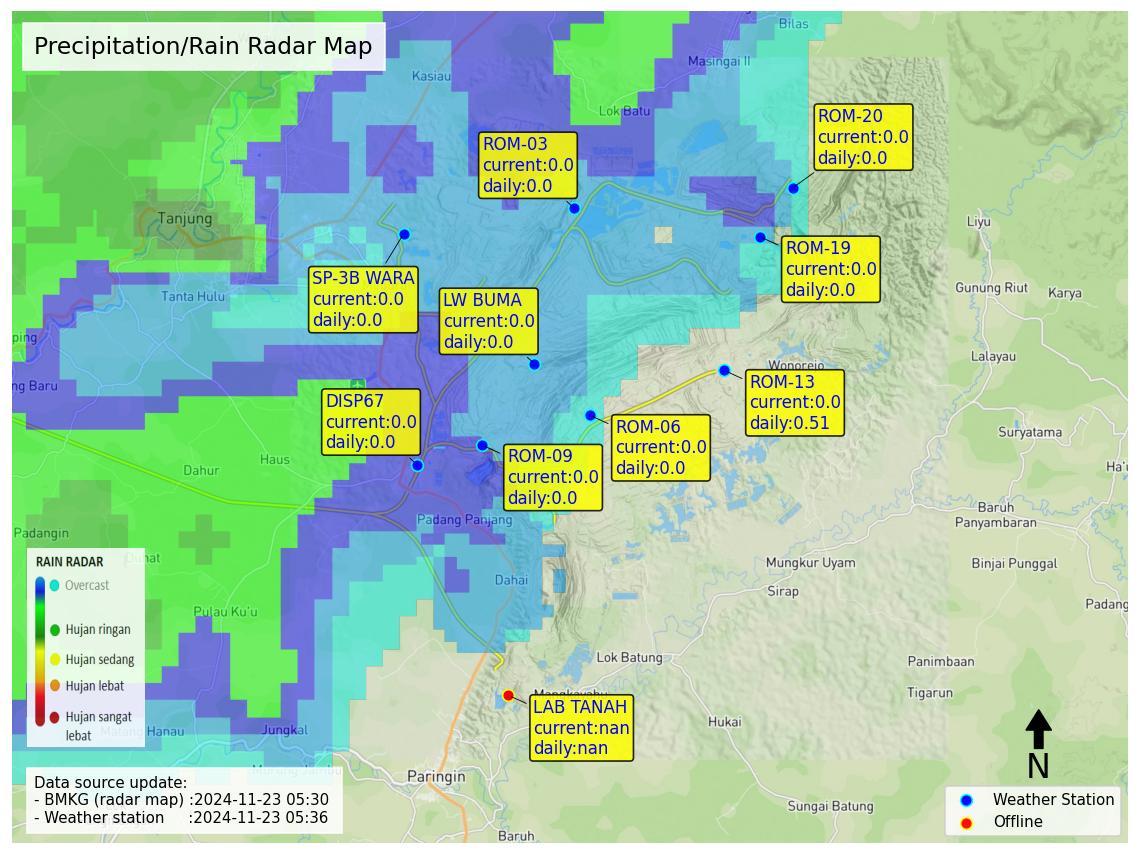 Precipitation/Rain Radar Map
Bilas
Masingai II
Kasiau
Lok Batu
ROM-20
current:0.0
daily:0.0
ROM-03
current:0.0
daily:0.0
Tanjung
Liyu
ROM-19
current:0.0
daily:0.0
SP-3B WARA
current:0.0
daily:0.0
Tanta Hulu
LW BUMA
current:0.0
daily:0.0
Gunung Riut
Karya
ping
Lalayau
Wonorejo
ng Baru
ROM-13
current:0.0
daily:0.51
DISP67
current:0.0
daily:0.0
ROM-06
current:0.0
daily:0.0
Suryatama
ROM-09
current:0.0
daily:0.0
Haus
Dahur
Ha'u
Baruh
Panyambaran
Padang Panjang
Padangin
Mungkur Uyam
Binjai Punggal
RAIN RADAR
Overcast
Hujan ringan
Hujan sedang
Hujan lebat
Hujan sangat
lebat
Dahai
Sirap
Padang
Pulau Ku'u
Lok Batung
Panimbaan
Tigarun
Mangkayahu
LAB TANAH
current:nan
daily:nan
Hukai
Jungkal
Paringin
N
Data source update:
- BMKG (radar map) :2024-11-23 05:30
- Weather station :2024-11-23 05:36
Sungai Batung
Baruh
Weather Station
Offline